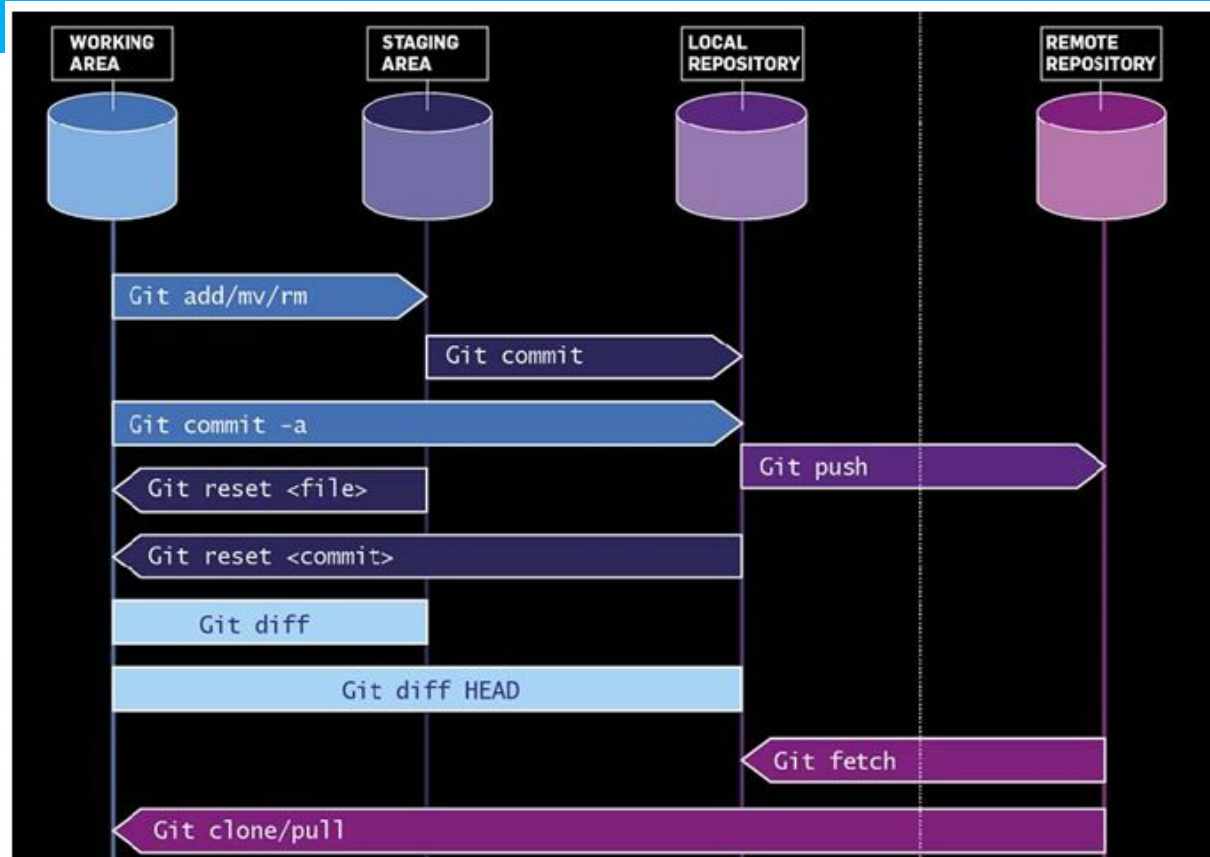 WORKING
AREA
STAGING
AREA
LOCAL
REPOSITORY
REMOTE
REPOSITORY
Git add/mv/rm
Git commit
Git commit -a
Git push
Git reset <file>
Git reset <commit>
Git diff
Git diff HEAD
Git fetch
Git clone/pull